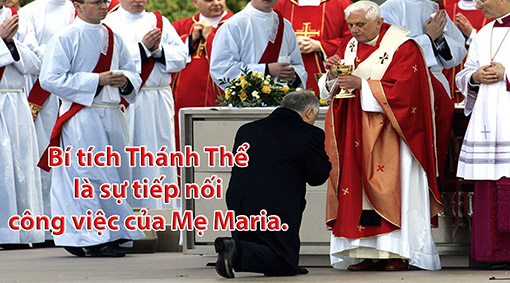 Bí tích Thánh Thể
là sự tiếp nối
công việc của Mẹ Maria.